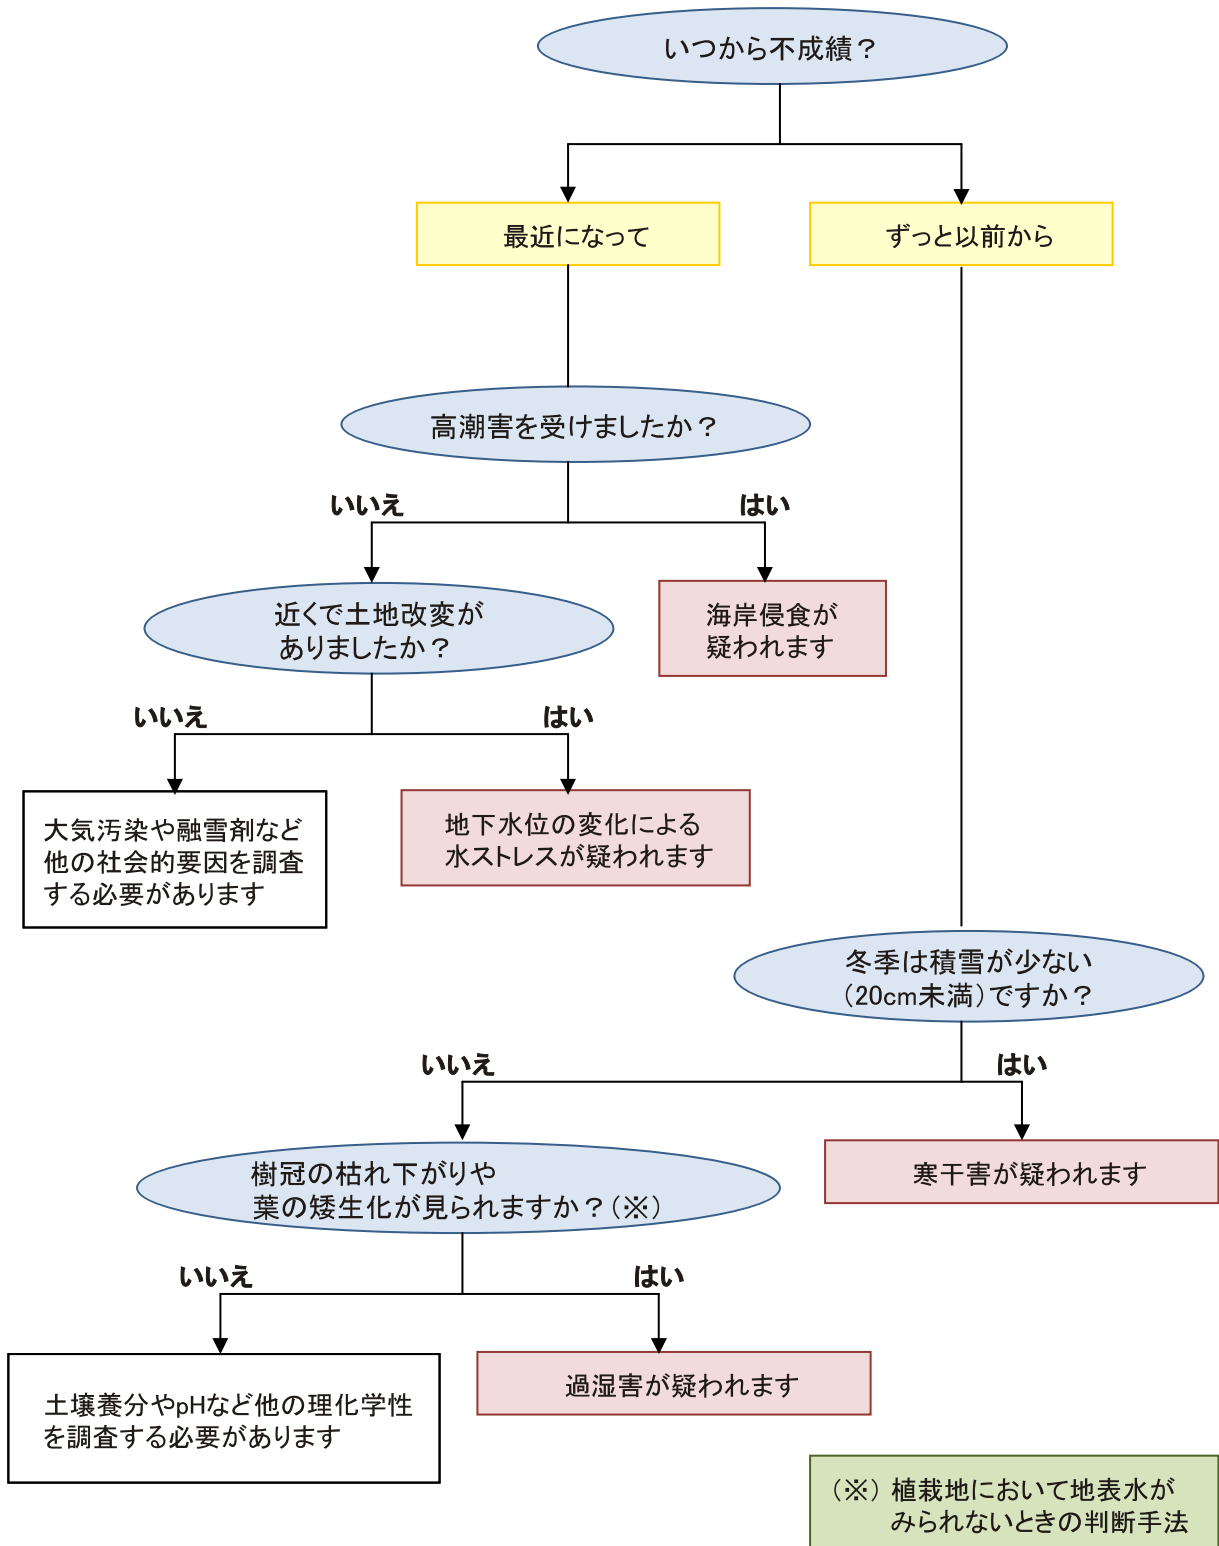 いつから不成績？
最近になって
ずっと以前から
高潮害を受けましたか？
いいえ
はい
近くで土地改変が
ありましたか？
海岸侵食が
疑われます
いいえ
はい
大気汚染や融雪剤など
他の社会的要因を調査
する必要があります
地下水位の変化による
水ストレスが疑われます
冬季は積雪が少ない
（20cm未満）ですか？
いいえ
はい
樹冠の枯れ下がりや
葉の矮生化が見られますか？（※）
寒干害が疑われます
いいえ
はい
土壌養分やpHなど他の理化学性
を調査する必要があります
過湿害が疑われます
（※）植栽地において地表水が
みられないときの判断手法